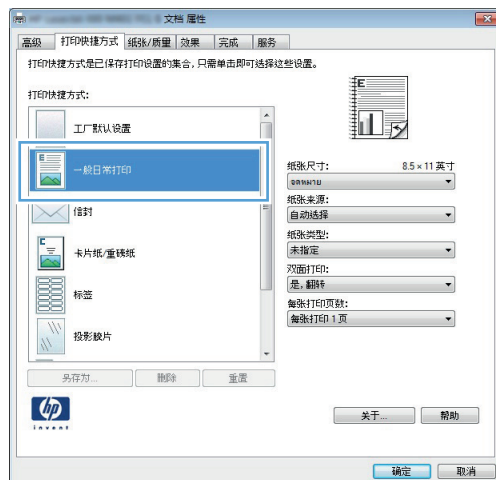 文档 属性
高级 打印快捷方式 纸张/质量 效果 完成 服务
打印快捷方式是已保存打印设置的集合，只需单击即可选择这些设置。
打印快捷方式:
工厂默认设置
一般日常打印
信封
卡片纸/重磅纸
标签
投影胶片
另存为... 删除 重置
纸张尺寸: 8.5 × 11 英寸
จดหมาย
纸张来源:
自动选择
纸张类型:
未指定
双面打印:
是，翻转
每张打印页数:
每张打印 1 页
hp
invent
关于... 帮助
确定 取消